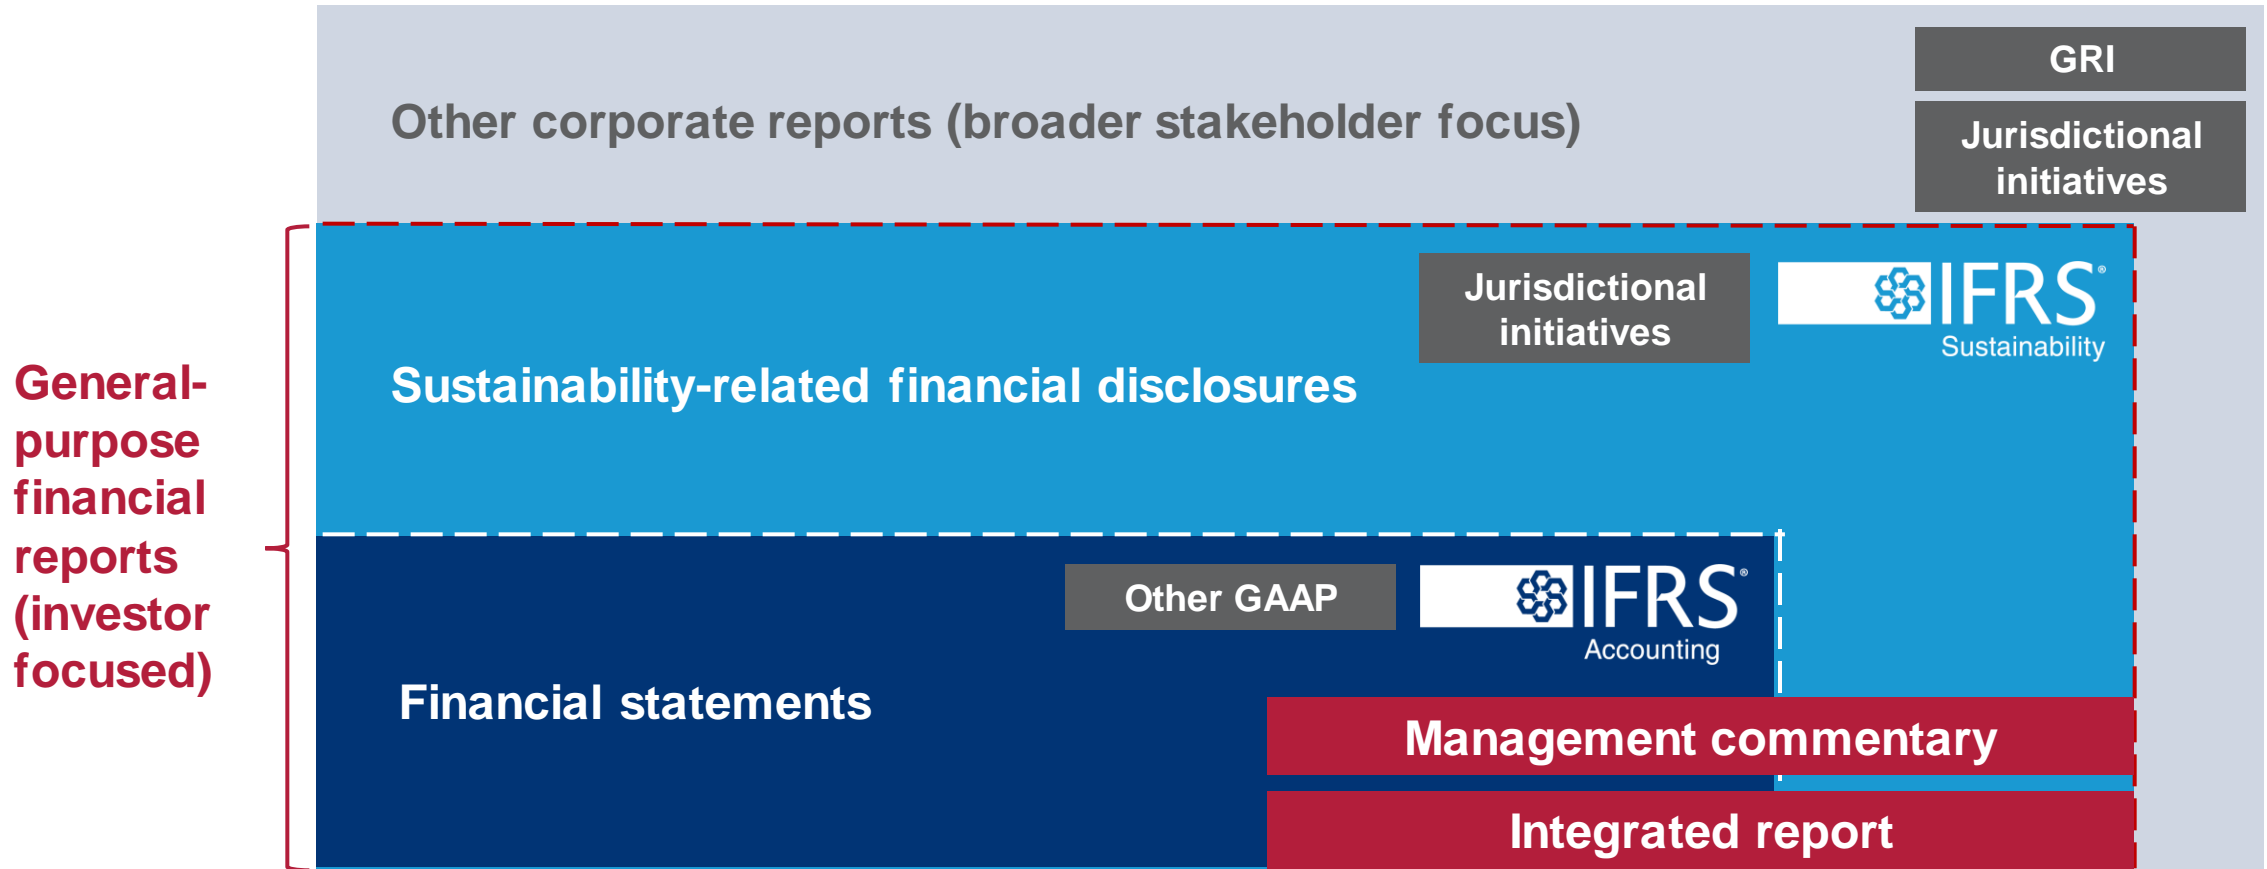 GRI
Other corporate reports (broader stakeholder focus)
Jurisdictional
initiatives
General-
purpose
financial
reports
(investor
focused)
Jurisdictional
initiatives
IFRS®
Sustainability
Sustainability-related financial disclosures
Other GAAP
IFRS®
Accounting
Financial statements
Management commentary
Integrated report